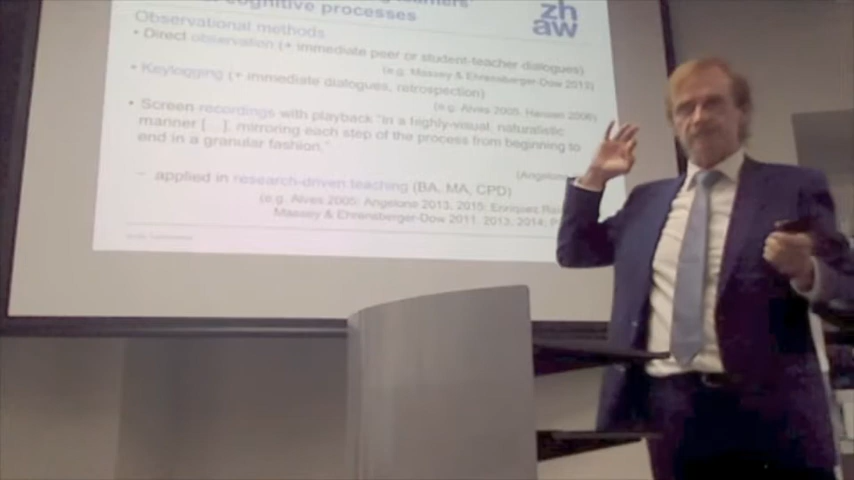 cognitive processes
zh
aw
Observational methods
• Direct observation (+ immediate peer or student-teacher dialogues)
(e.g. Massey & Ehrensberger-Dow 2013)
• Keylogging (+ immediate dialogues, retrospection)
(e.g. Alves 2005, Hansen 2006)
• Screen recordings with playback "in a highly-visual, naturalistic
manner [...], mirroring each step of the process from beginning to
end in a granular fashion."
(Angelone
– applied in research-driven teaching (BA, MA, CPD)
(e.g. Alves 2005; Angelone 2013, 2015; Enríquez
Massey & Ehrensberger-Dow 2011, 2013, 2014;